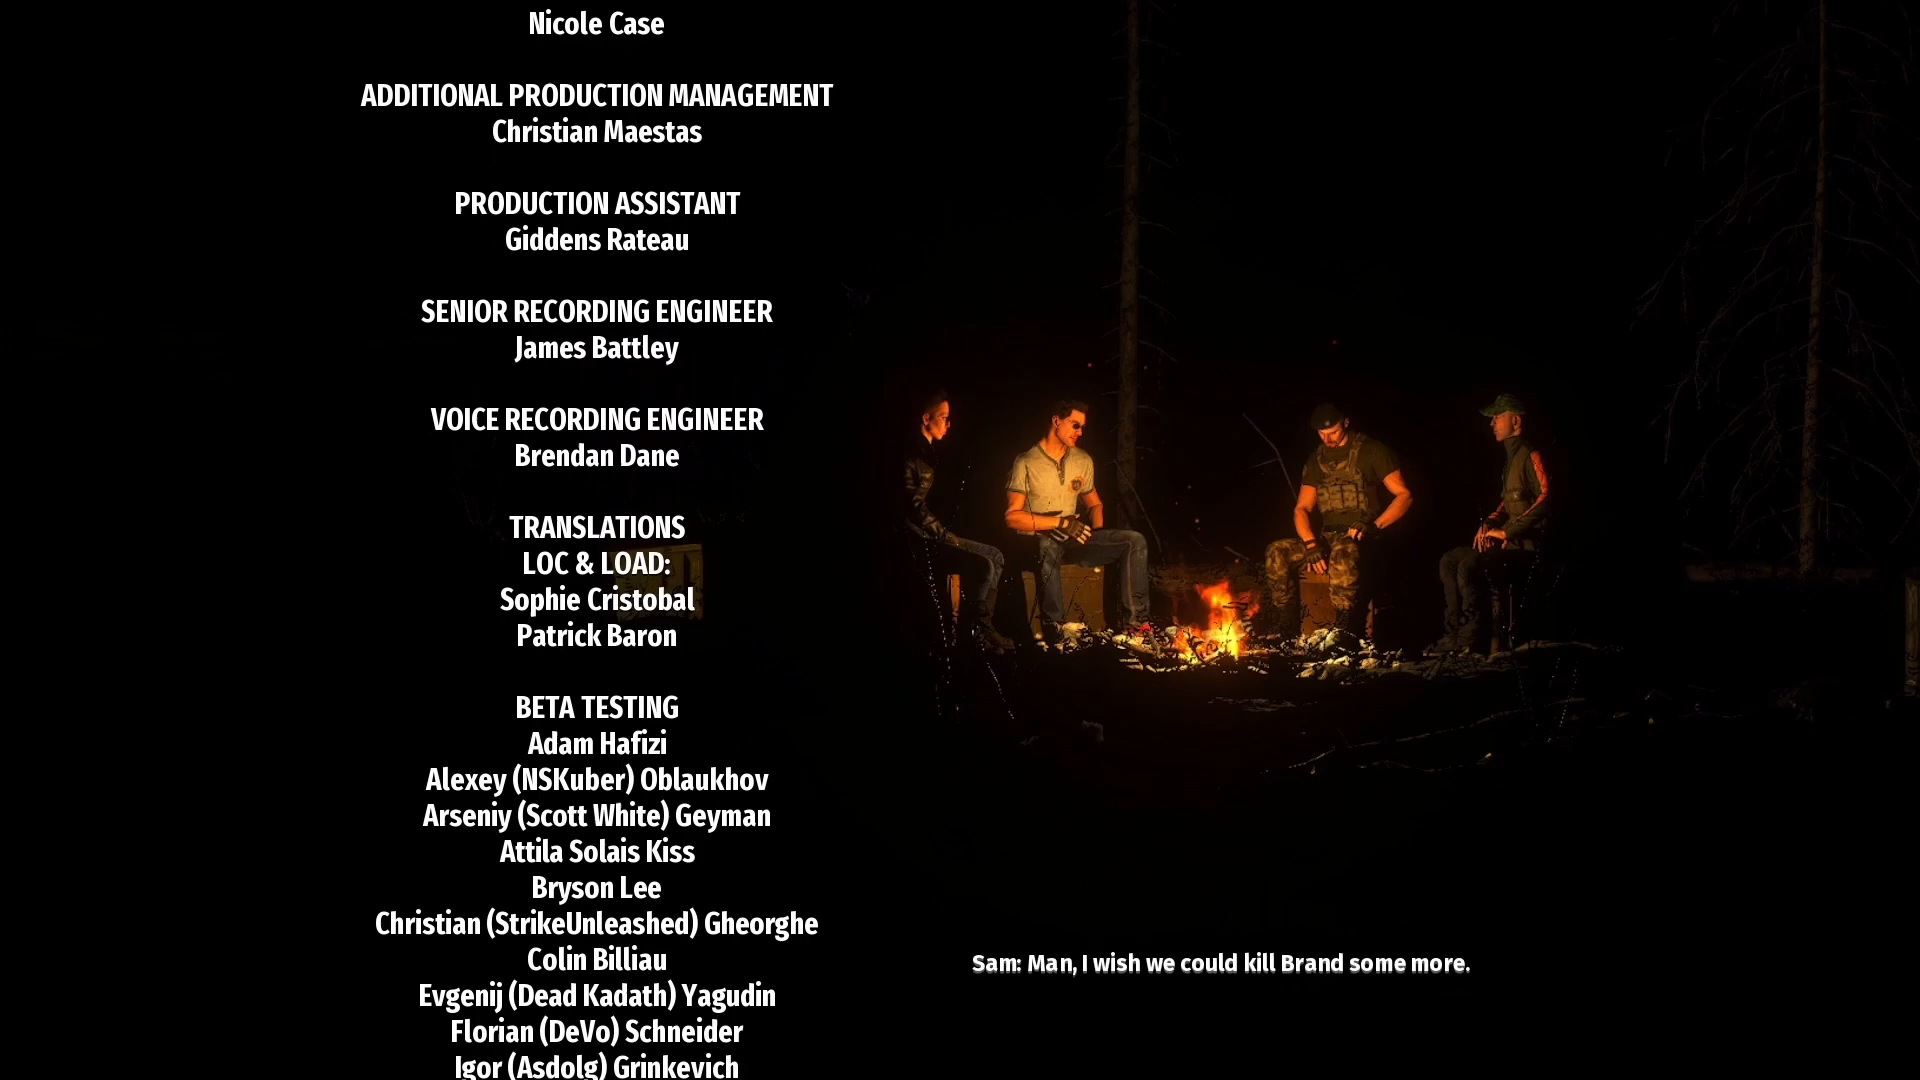 Nicole Case
ADDITIONAL PRODUCTION MANAGEMENT
Christian Maestas
PRODUCTION ASSISTANT
Giddens Rateau
SENIOR RECORDING ENGINEER
James Battley
VOICE RECORDING ENGINEER
Brendan Dane
TRANSLATIONS
LOC & LOAD:
Sophie Cristobal
Patrick Baron
BETA TESTING
Adam Hafizi
Alexey (NSKuber) Oblaukhov
Arseniy (Scott White) Geyman
Attila Solais Kiss
Bryson Lee
Christian (StrikeUnleashed) Gheorghe
Colin Billiau
Evgenij (Dead Kadath) Yagudin
Florian (DeVo) Schneider
Igor (Asdolg) Grinkevich
Sam: Man, I wish we could kill Brand some more.